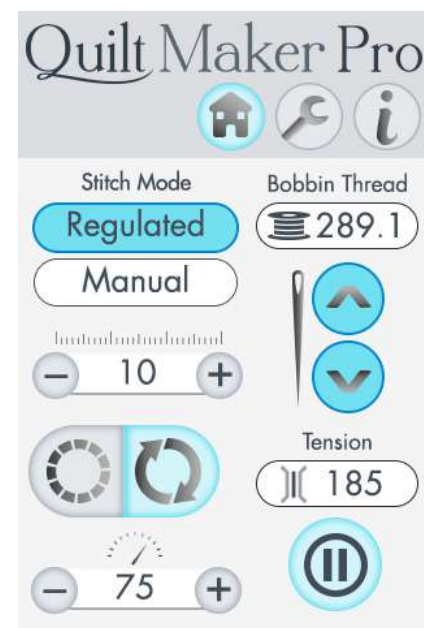 Quilt Maker Pro
i
Stitch Mode
Regulated
Manual
10
75
Bobbin Thread
289.1
Tension
185